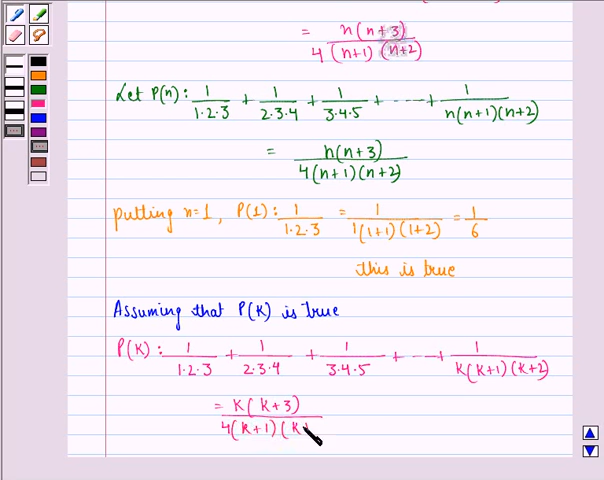 = n(n+3) / 4(n+1)(n+2)
Let P(n): 1/1·2·3 + 1/2·3·4 + 1/3·4·5 + ----- + 1/n(n+1)(n+2)
= n(n+3) / 4(n+1)(n+2)
putting n=1, P(1): 1/1·2·3 = 1/1(1+1)(1+2) = 1/6
this is true
Assuming that P(K) is true
P(K): 1/1·2·3 + 1/2·3·4 + 1/3·4·5 + ---+ 1/K(K+1)(K+2)
= K(K+3) / 4(K+1)(K